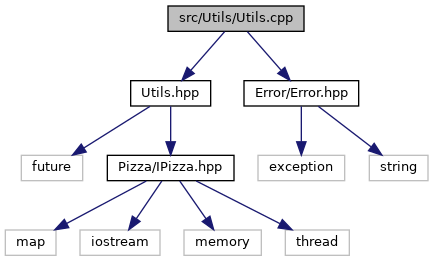 src/Utils/Utils.cpp
Utils.hpp
Error/Error.hpp
future
Pizza/IPizza.hpp
exception
string
map
iostream
memory
thread